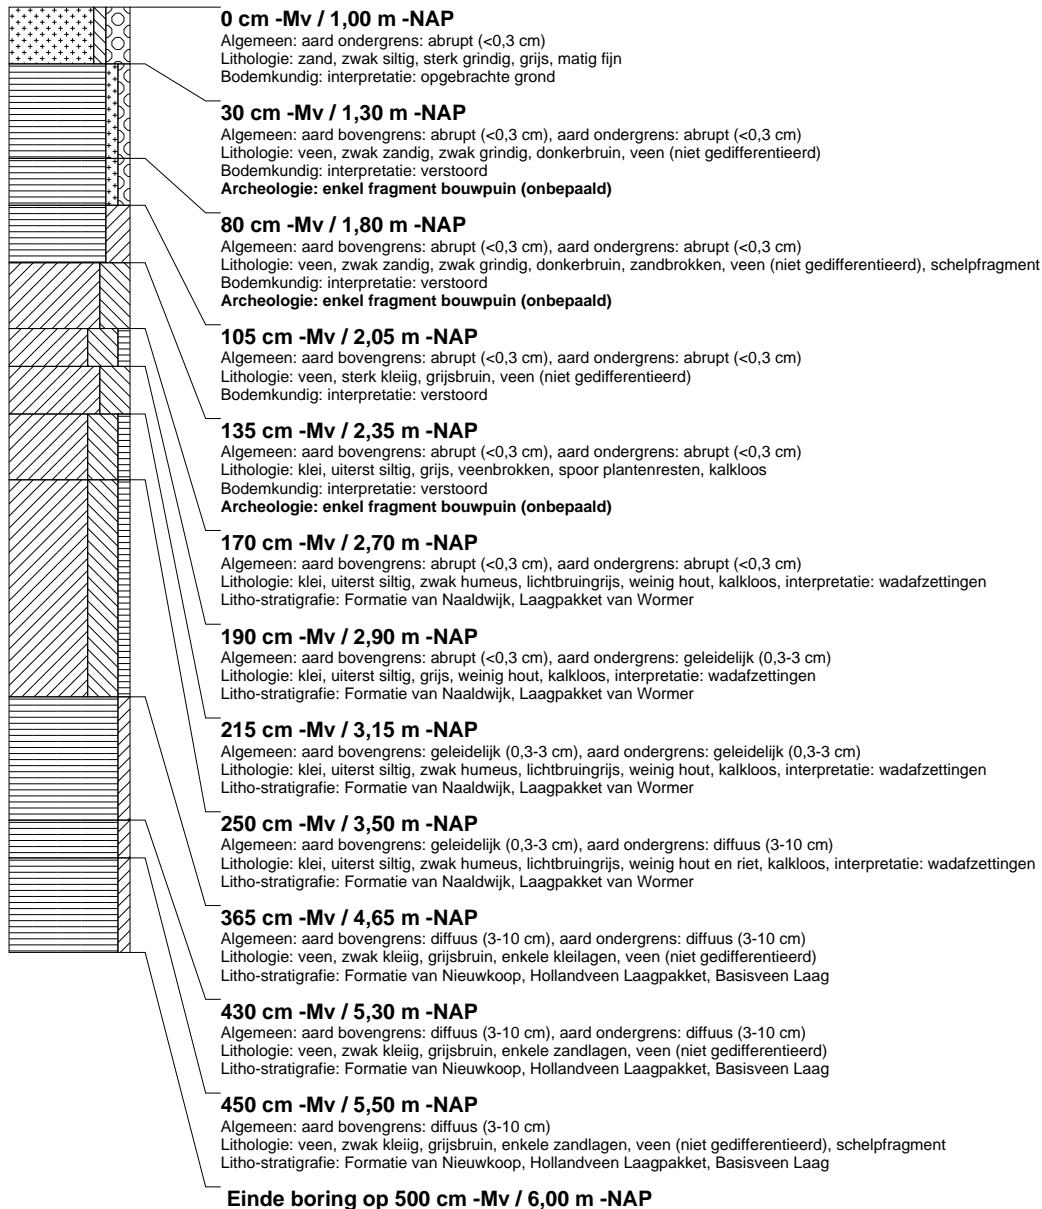 0 cm -Mv / 1,00 m -NAP
Algemeen: aard ondergrens: abrupt (<0,3 cm)
Lithologie: zand, zwak siltig, sterk grindig, grijs, matig fijn
Bodemkundig: interpretatie: opgebrachte grond
30 cm -Mv / 1,30 m -NAP
Algemeen: aard bovengrens: abrupt (<0,3 cm), aard ondergrens: abrupt (<0,3 cm)
Lithologie: veen, zwak zandig, zwak grindig, donkerbruin, veen (niet gedifferentieerd)
Bodemkundig: interpretatie: verstoord
Archeologie: enkel fragment bouwpuin (onbepaald)
80 cm -Mv / 1,80 m -NAP
Algemeen: aard bovengrens: abrupt (<0,3 cm), aard ondergrens: abrupt (<0,3 cm)
Lithologie: veen, zwak zandig, zwak grindig, donkerbruin, zandbrokken, veen (niet gedifferentieerd), schelpfragment
Bodemkundig: interpretatie: verstoord
Archeologie: enkel fragment bouwpuin (onbepaald)
105 cm -Mv / 2,05 m -NAP
Algemeen: aard bovengrens: abrupt (<0,3 cm), aard ondergrens: abrupt (<0,3 cm)
Lithologie: veen, sterk kleiig, grijsbruin, veen (niet gedifferentieerd)
Bodemkundig: interpretatie: verstoord
135 cm -Mv / 2,35 m -NAP
Algemeen: aard bovengrens: abrupt (<0,3 cm), aard ondergrens: abrupt (<0,3 cm)
Lithologie: klei, uiterst siltig, grijs, veenbrokken, spoor plantenresten, kalkloos
Bodemkundig: interpretatie: verstoord
Archeologie: enkel fragment bouwpuin (onbepaald)
170 cm -Mv / 2,70 m -NAP
Algemeen: aard bovengrens: abrupt (<0,3 cm), aard ondergrens: abrupt (<0,3 cm)
Lithologie: klei, uiterst siltig, zwak humeus, lichtbruingrijs, weinig hout, kalkloos, interpretatie: wadafzettingen
Litho-stratigrafie: Formatie van Naaldwijk, Laagpakket van Wormer
190 cm -Mv / 2,90 m -NAP
Algemeen: aard bovengrens: abrupt (<0,3 cm), aard ondergrens: geleidelijk (0,3-3 cm)
Lithologie: klei, uiterst siltig, grijs, weinig hout, kalkloos, interpretatie: wadafzettingen
Litho-stratigrafie: Formatie van Naaldwijk, Laagpakket van Wormer
215 cm -Mv / 3,15 m -NAP
Algemeen: aard bovengrens: geleidelijk (0,3-3 cm), aard ondergrens: geleidelijk (0,3-3 cm)
Lithologie: klei, uiterst siltig, zwak humeus, lichtbruingrijs, weinig hout, kalkloos, interpretatie: wadafzettingen
Litho-stratigrafie: Formatie van Naaldwijk, Laagpakket van Wormer
250 cm -Mv / 3,50 m -NAP
Algemeen: aard bovengrens: geleidelijk (0,3-3 cm), aard ondergrens: diffuus (3-10 cm)
Lithologie: klei, uiterst siltig, zwak humeus, lichtbruingrijs, weinig hout en riet, kalkloos, interpretatie: wadafzettingen
Litho-stratigrafie: Formatie van Naaldwijk, Laagpakket van Wormer
365 cm -Mv / 4,65 m -NAP
Algemeen: aard bovengrens: diffuus (3-10 cm), aard ondergrens: diffuus (3-10 cm)
Lithologie: veen, zwak kleiig, grijsbruin, enkele kleilagen, veen (niet gedifferentieerd)
Litho-stratigrafie: Formatie van Nieuwkoop, Hollandveen Laagpakket, Basisveen Laag
430 cm -Mv / 5,30 m -NAP
Algemeen: aard bovengrens: diffuus (3-10 cm), aard ondergrens: diffuus (3-10 cm)
Lithologie: veen, zwak kleiig, grijsbruin, enkele zandlagen, veen (niet gedifferentieerd)
Litho-stratigrafie: Formatie van Nieuwkoop, Hollandveen Laagpakket, Basisveen Laag
450 cm -Mv / 5,50 m -NAP
Algemeen: aard bovengrens: diffuus (3-10 cm)
Lithologie: veen, zwak kleiig, grijsbruin, enkele zandlagen, veen (niet gedifferentieerd), schelpfragment
Litho-stratigrafie: Formatie van Nieuwkoop, Hollandveen Laagpakket, Basisveen Laag
Einde boring op 500 cm -Mv / 6,00 m -NAP